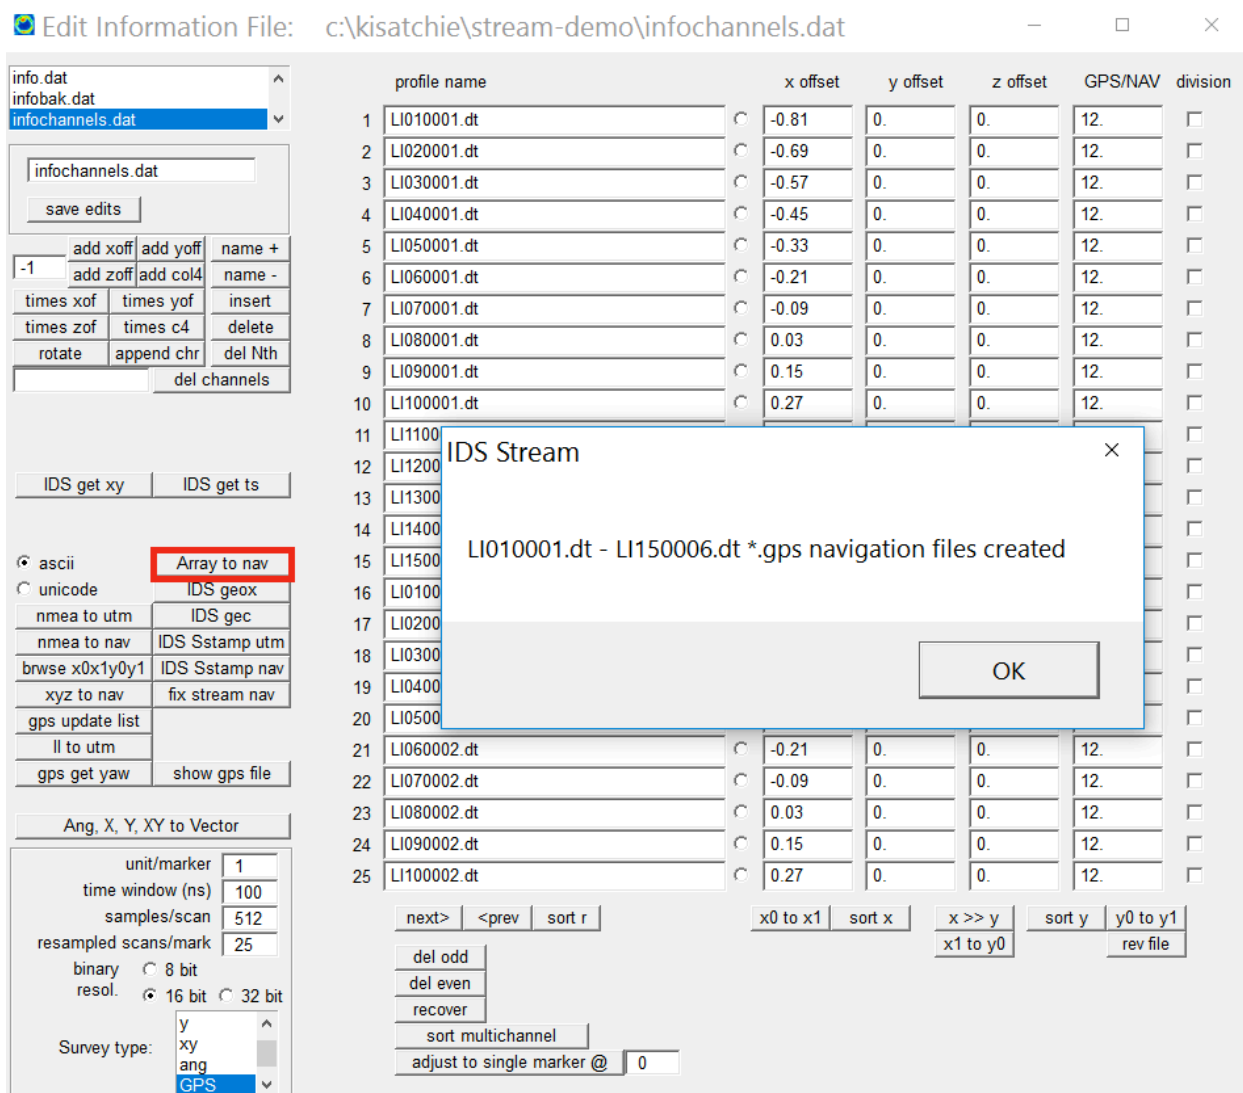 Edit Information File: c:\kisatchie\stream-demo\infochannels.dat
info.dat
infobak.dat
infochannels.dat
infochannels.dat
save edits
add xoff add yoff name +
-1 add zoff add col4 name -
times xof times yof insert
times zof times c4 delete
rotate append chr del Nth
del channels
IDS get xy IDS get ts
ascii Array to nav
unicode IDS geox
nmea to utm IDS gec
nmea to nav IDS Sstamp utm
brwse x0x1y0y1 IDS Sstamp nav
xyz to nav fix stream nav
gps update list
ll to utm
gps get yaw show gps file
Ang, X, Y, XY to Vector
unit/marker 1
time window (ns) 100
samples/scan 512
resampled scans/mark 25
binary 8 bit
resol. 16 bit 32 bit
Survey type:
y
xy
ang
GPS
profile name x offset y offset z offset GPS/NAV division
1 LI010001.dt -0.81 0. 0. 12.
2 LI020001.dt -0.69 0. 0. 12.
3 LI030001.dt -0.57 0. 0. 12.
4 LI040001.dt -0.45 0. 0. 12.
5 LI050001.dt -0.33 0. 0. 12.
6 LI060001.dt -0.21 0. 0. 12.
7 LI070001.dt -0.09 0. 0. 12.
8 LI080001.dt 0.03 0. 0. 12.
9 LI090001.dt 0.15 0. 0. 12.
10 LI100001.dt 0.27 0. 0. 12.
11 LI1100
12 LI1200
13 LI1300
14 LI1400
15 LI1500
16 LI0100
17 LI0200
18 LI0300
19 LI0400
20 LI0500
IDS Stream
LI010001.dt - LI150006.dt *.gps navigation files created
OK
21 LI060002.dt -0.21 0. 0. 12.
22 LI070002.dt -0.09 0. 0. 12.
23 LI080002.dt 0.03 0. 0. 12.
24 LI090002.dt 0.15 0. 0. 12.
25 LI100002.dt 0.27 0. 0. 12.
next> <prev sort r x0 to x1 sort x x >> y sort y y0 to y1
x1 to y0 rev file
del odd
del even
recover
sort multichannel
adjust to single marker @ 0